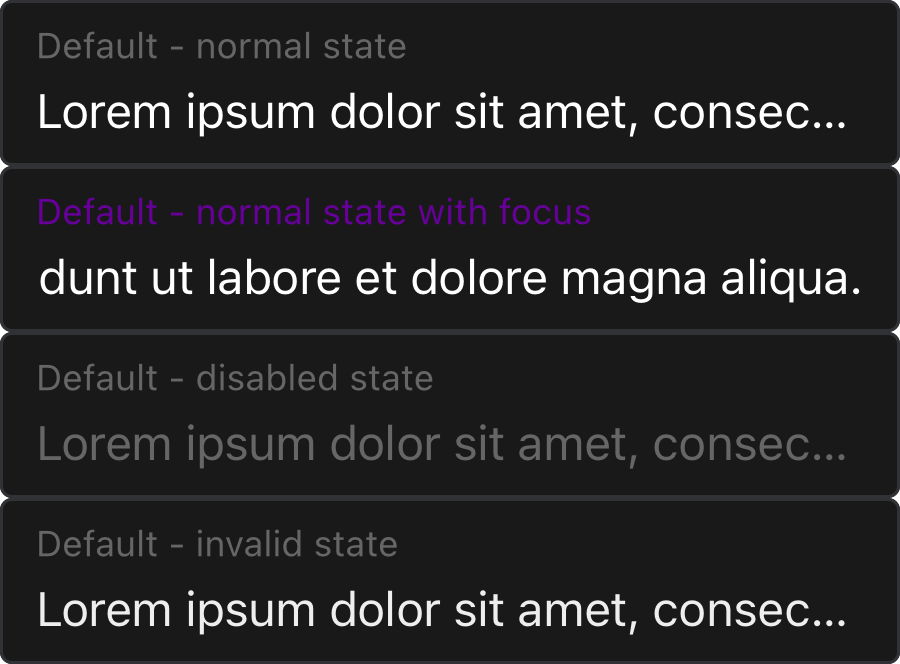 Default - normal state
Lorem ipsum dolor sit amet, consec...
Default - normal state with focus
dunt ut labore et dolore magna aliqua.
Default - disabled state
Lorem ipsum dolor sit amet, consec...
Default - invalid state
Lorem ipsum dolor sit amet, consec...